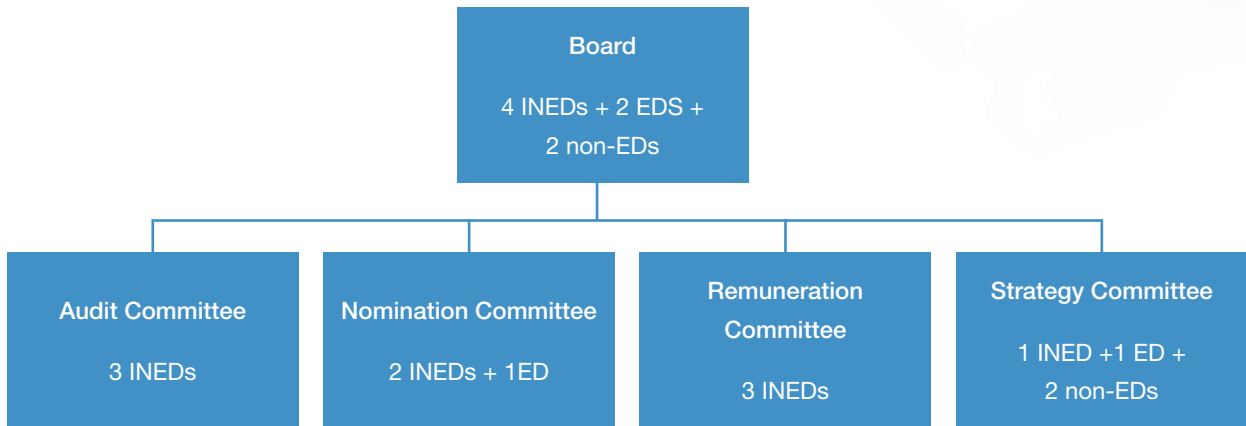 Board
4 INEDs + 2 EDS +
2 non-EDs
Audit Committee
3 INEDs
Nomination Committee
2 INEDs + 1ED
Remuneration
Committee
3 INEDs
Strategy Committee
1 INED +1 ED +
2 non-EDs